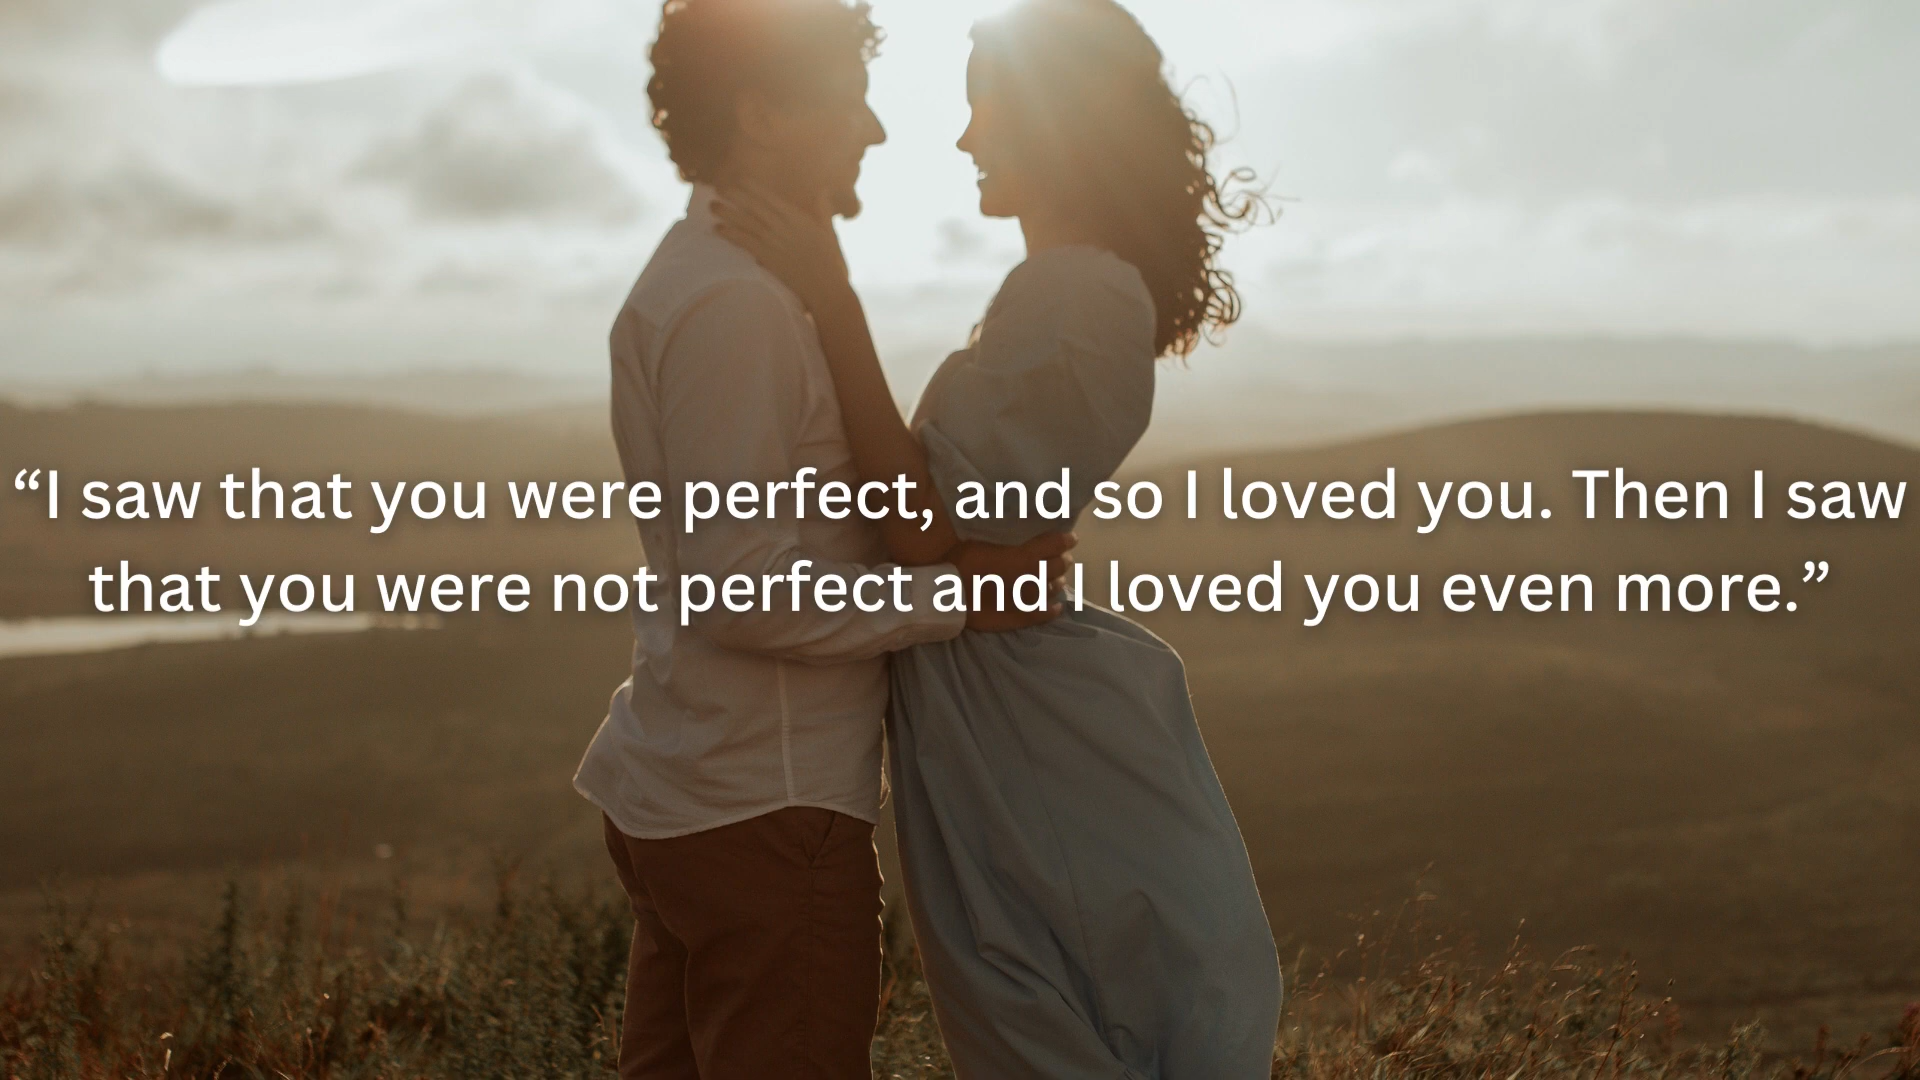 “I saw that you were perfect, and so I loved you. Then I saw
that you were not perfect and I loved you even more.”